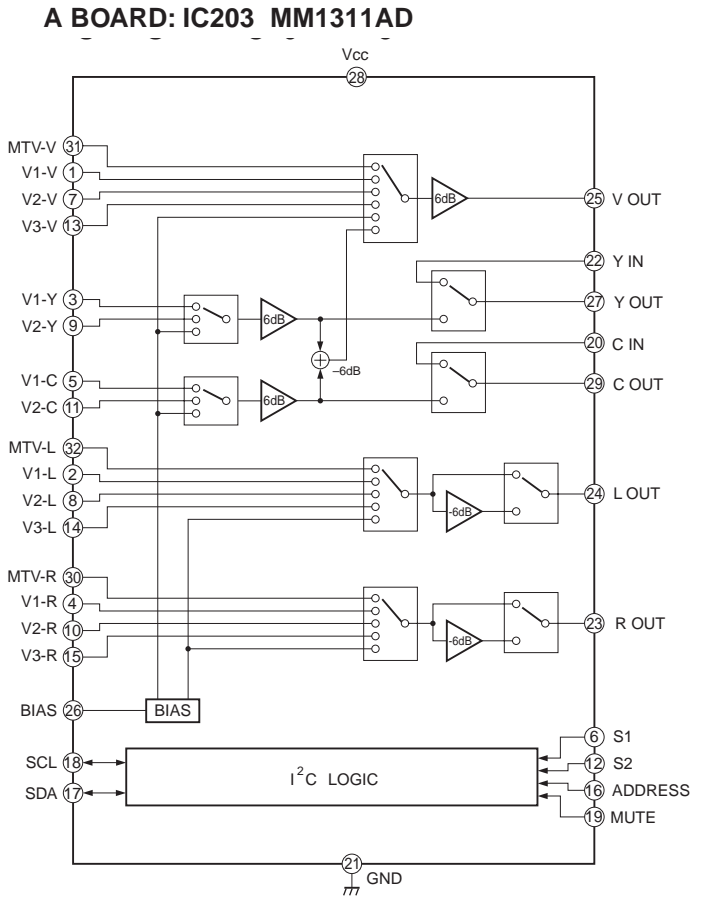 A BOARD: IC203 MM1311AD
Vcc
28
MTV-V 31
V1-V 1
V2-V 7
V3-V 13
6dB
25 V OUT
22 Y IN
V1-Y 3
V2-Y 9
6dB
27 Y OUT
20 C IN
–6dB
V1-C 5
V2-C 11
6dB
29 C OUT
MTV-L 32
V1-L 2
V2-L 8
V3-L 14
-6dB
24 L OUT
MTV-R 30
V1-R 4
V2-R 10
V3-R 15
-6dB
23 R OUT
BIAS 26 BIAS
6 S1
SCL 18
12 S2
I2C LOGIC
SDA 17
16 ADDRESS
19 MUTE
21
GND